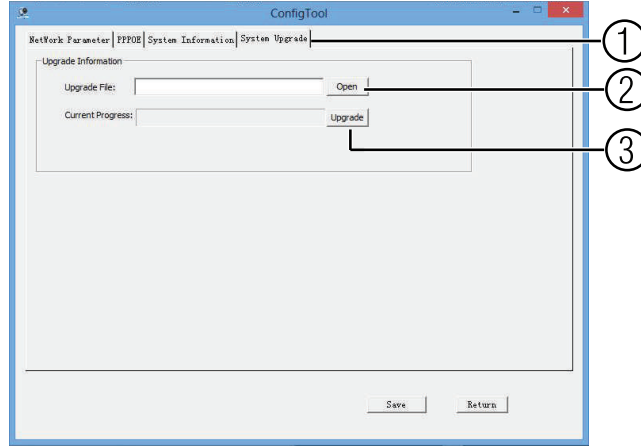 ConfigTool
NetWork Parameter PPPOE System Information System Upgrade
Upgrade Information
Upgrade File: Open
Current Progress: Upgrade
Save Return
1
2
3